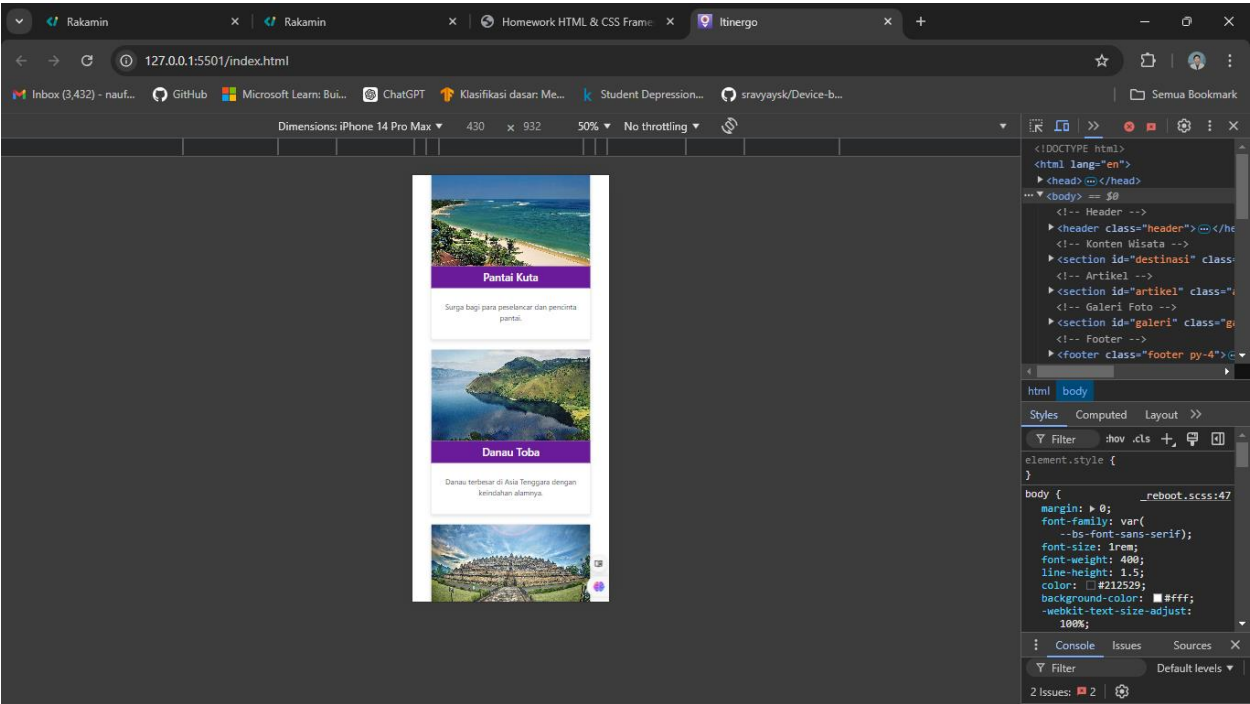 Rakamin
Rakamin
Homework HTML & CSS Frame
Itinergo
127.0.0.1:5501/index.html
Inbox (3,432) - nauf...
GitHub
Microsoft Learn: Bui...
ChatGPT
Klasifikasi dasar: Me...
Student Depression...
sravyaysk/Device-b...
Semua Bookmark
Dimensions: iPhone 14 Pro Max ▼ 430 × 932 50% ▼ No throttling ▼
Pantai Kuta
Surga bagi para peselancar dan pencinta
pantai.
Danau Toba
Danau terbesar di Asia Tenggara dengan
keindahan alamnya.
<!DOCTYPE html>
<html lang="en">
<head>…</head>
<body> == $0
<!-- Header -->
<header class="header">…</he
<!-- Konten Wisata -->
<section id="destinasi" class=
<!-- Artikel -->
<section id="artikel" class="a
<!-- Galeri Foto -->
<section id="galeri" class="ga
<!-- Footer -->
<footer class="footer py-4">
html body
Styles Computed Layout
Filter :hov .cls
element.style {
}
body { _reboot.scss:47
margin: ▶ 0;
font-family: var(
--bs-font-sans-serif);
font-size: 1rem;
font-weight: 400;
line-height: 1.5;
color: #212529;
background-color: #fff;
-webkit-text-size-adjust:
100%;
Console Issues Sources
Filter Default levels ▼
2 Issues: 2